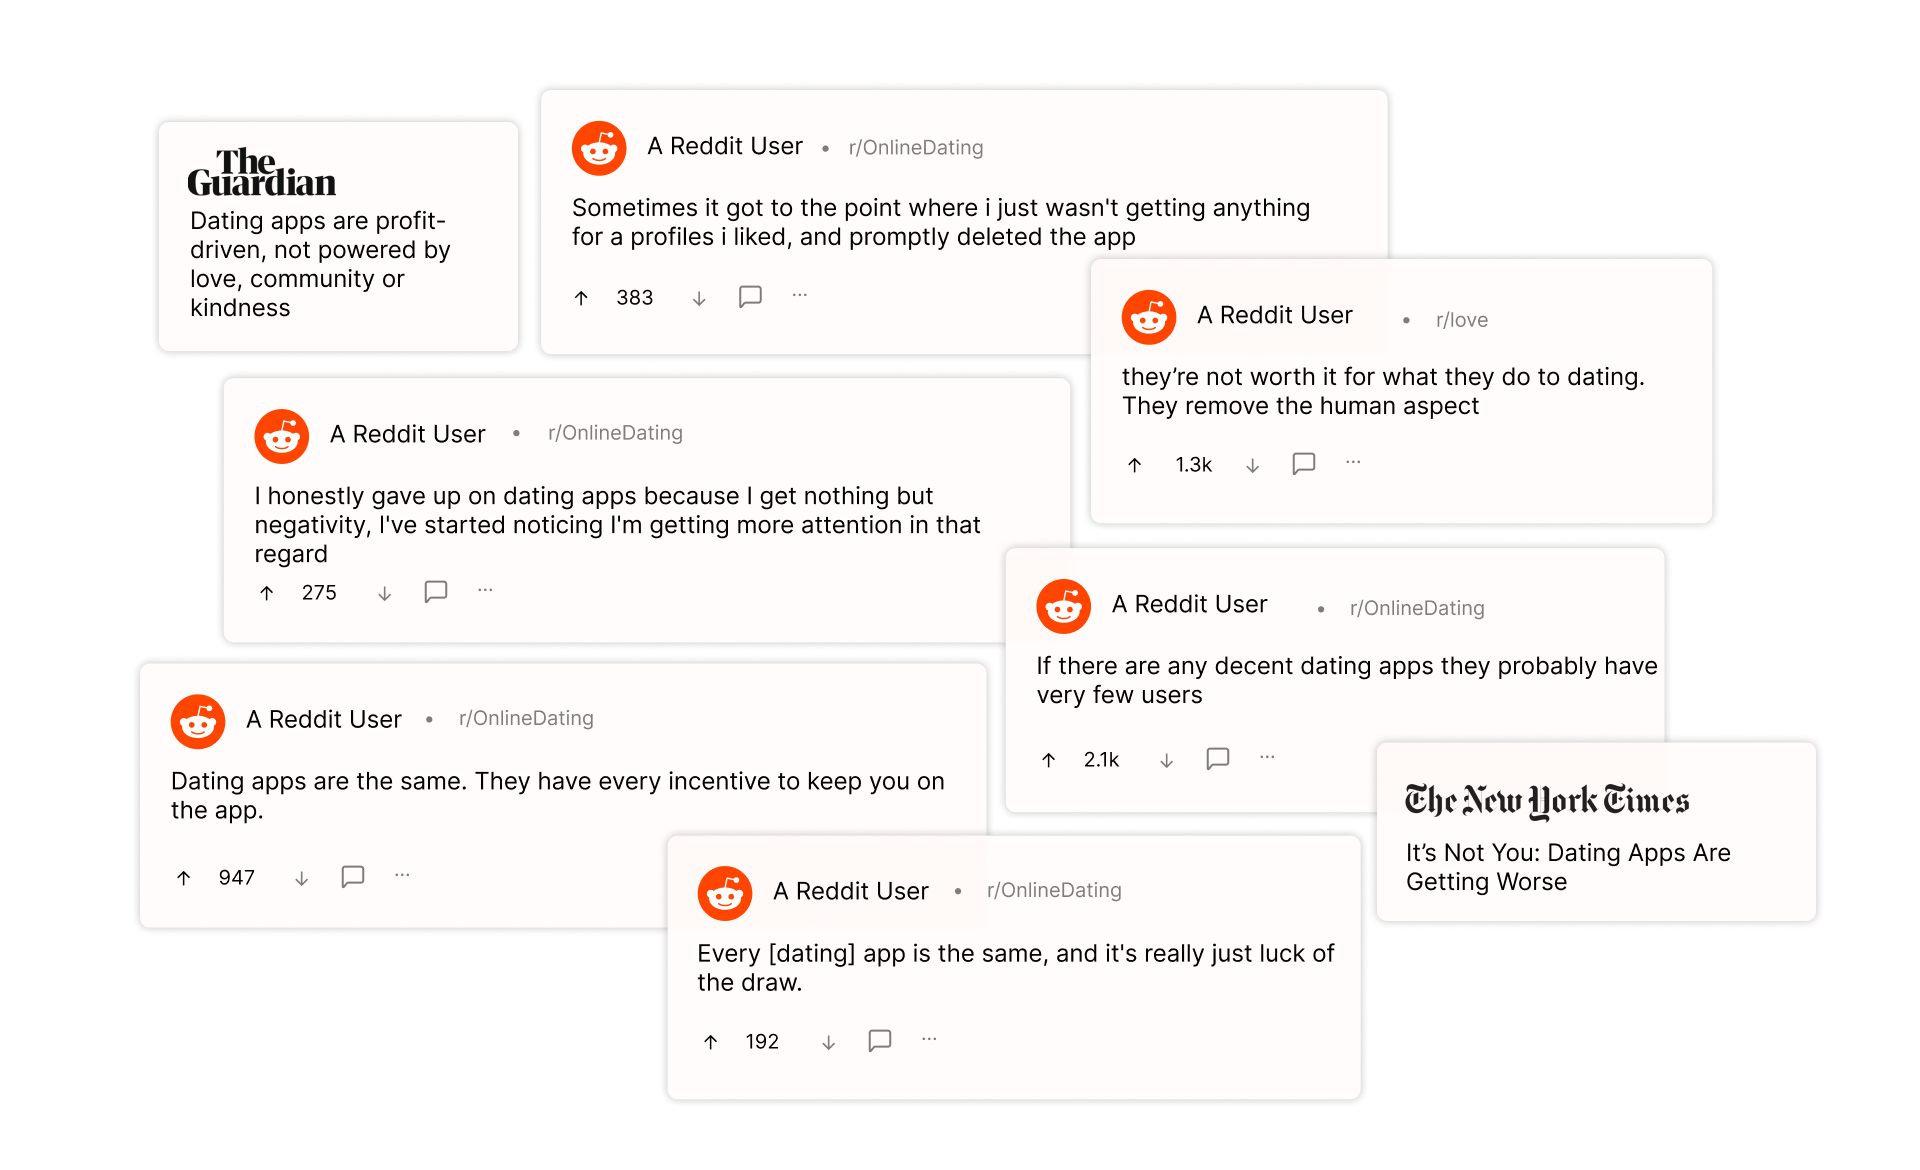 The
Guardian
Dating apps are profit-
driven, not powered by
love, community or
kindness
A Reddit User • r/OnlineDating
Sometimes it got to the point where i just wasn't getting anything
for a profiles i liked, and promptly deleted the app
383
A Reddit User • r/love
they’re not worth it for what they do to dating.
They remove the human aspect
1.3k
A Reddit User • r/OnlineDating
I honestly gave up on dating apps because I get nothing but
negativity, I've started noticing I'm getting more attention in that
regard
275
A Reddit User • r/OnlineDating
If there are any decent dating apps they probably have
very few users
2.1k
A Reddit User • r/OnlineDating
Dating apps are the same. They have every incentive to keep you on
the app.
947
The New York Times
It’s Not You: Dating Apps Are
Getting Worse
A Reddit User • r/OnlineDating
Every [dating] app is the same, and it's really just luck of
the draw.
192